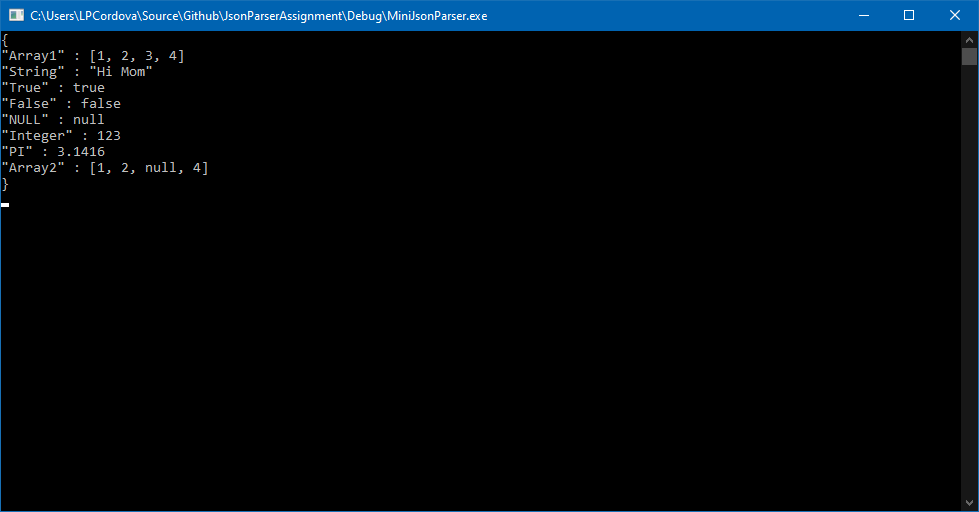 C:\Users\LPCordova\Source\Github\JsonParserAssignment\Debug\MiniJsonParser.exe
{
"Array1" : [1, 2, 3, 4]
"String" : "Hi Mom"
"True" : true
"False" : false
"NULL" : null
"Integer" : 123
"PI" : 3.1416
"Array2" : [1, 2, null, 4]
}